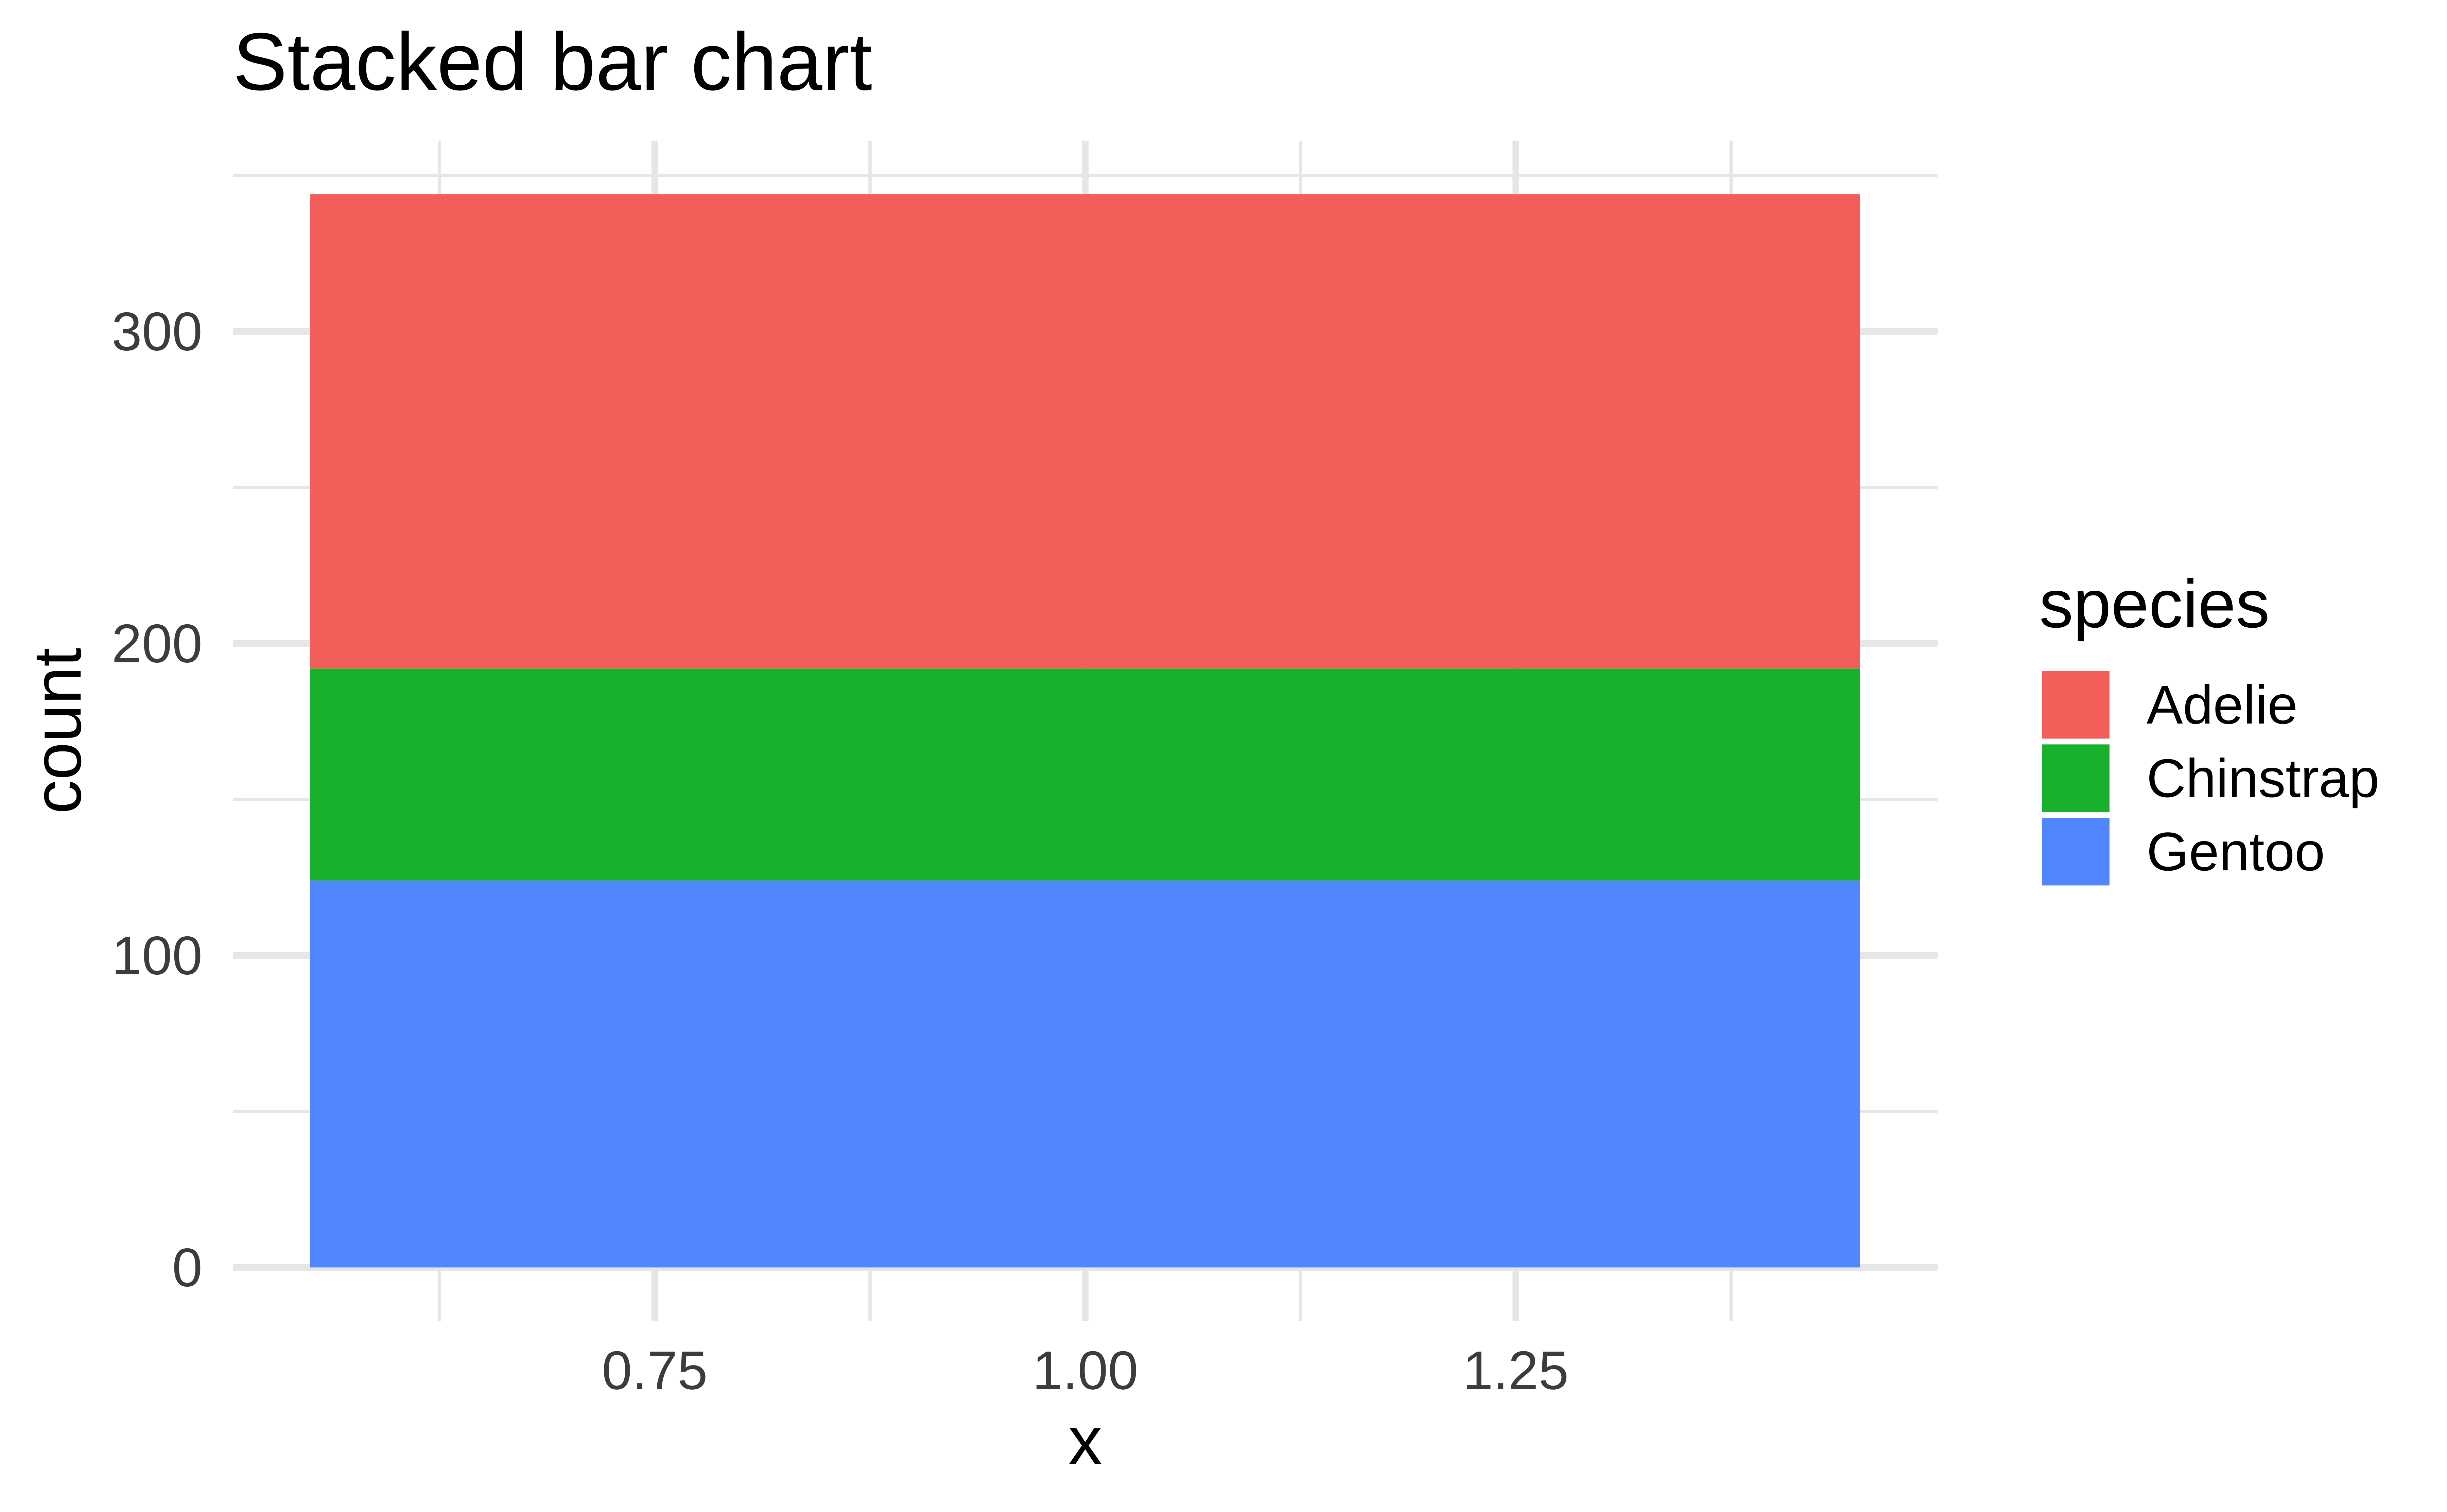 Stacked bar chart
count
300
200
100
0
0.75 1.00 1.25
x
species
Adelie
Chinstrap
Gentoo